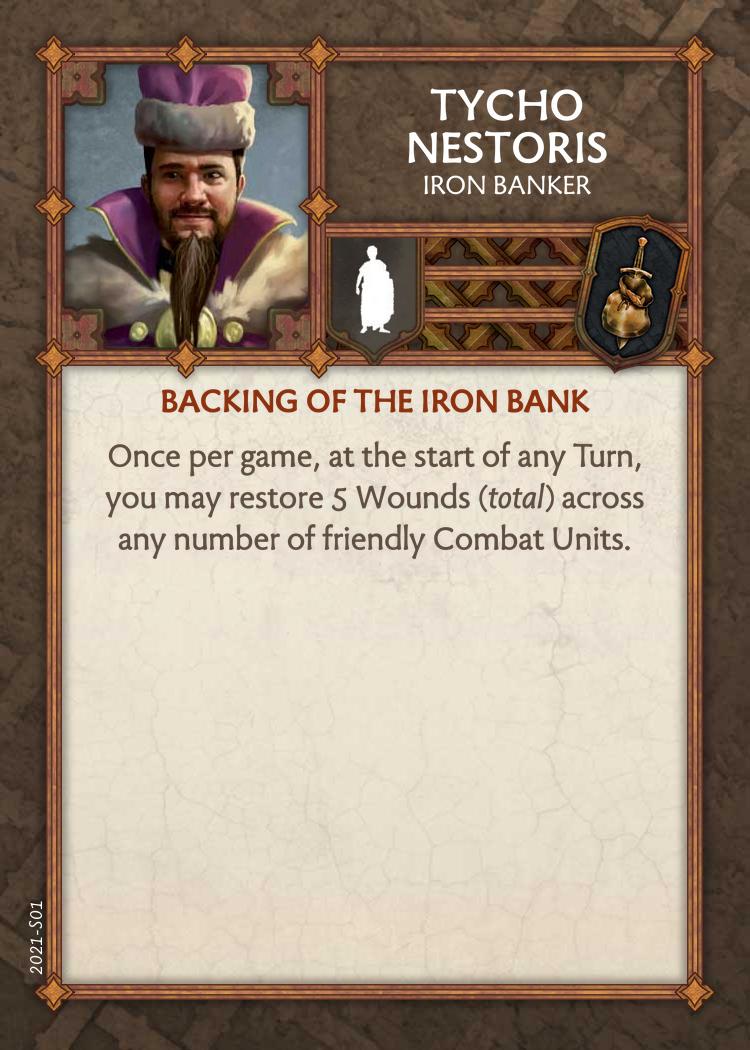 TYCHO
NESTORIS
IRON BANKER
BACKING OF THE IRON BANK
Once per game, at the start of any Turn,
you may restore 5 Wounds (total) across
any number of friendly Combat Units.
2021-S01